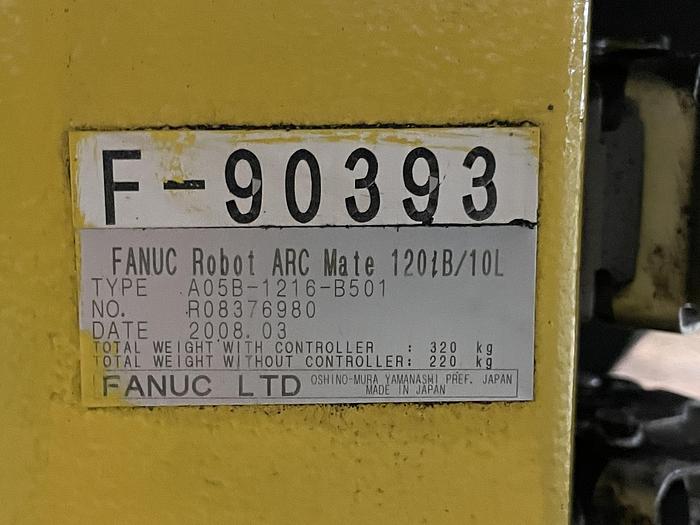 F-90393
FANUC Robot ARC Mate 120iB/10L
TYPE A05B-1216-B501
NO. R08376980
DATE 2008.03
TOTAL WEIGHT WITH CONTROLLER : 320 kg
TOTAL WEIGHT WITHOUT CONTROLLER: 220 kg
FANUC LTD
OSHINO-MURA YAMANASHI PREF. JAPAN
MADE IN JAPAN